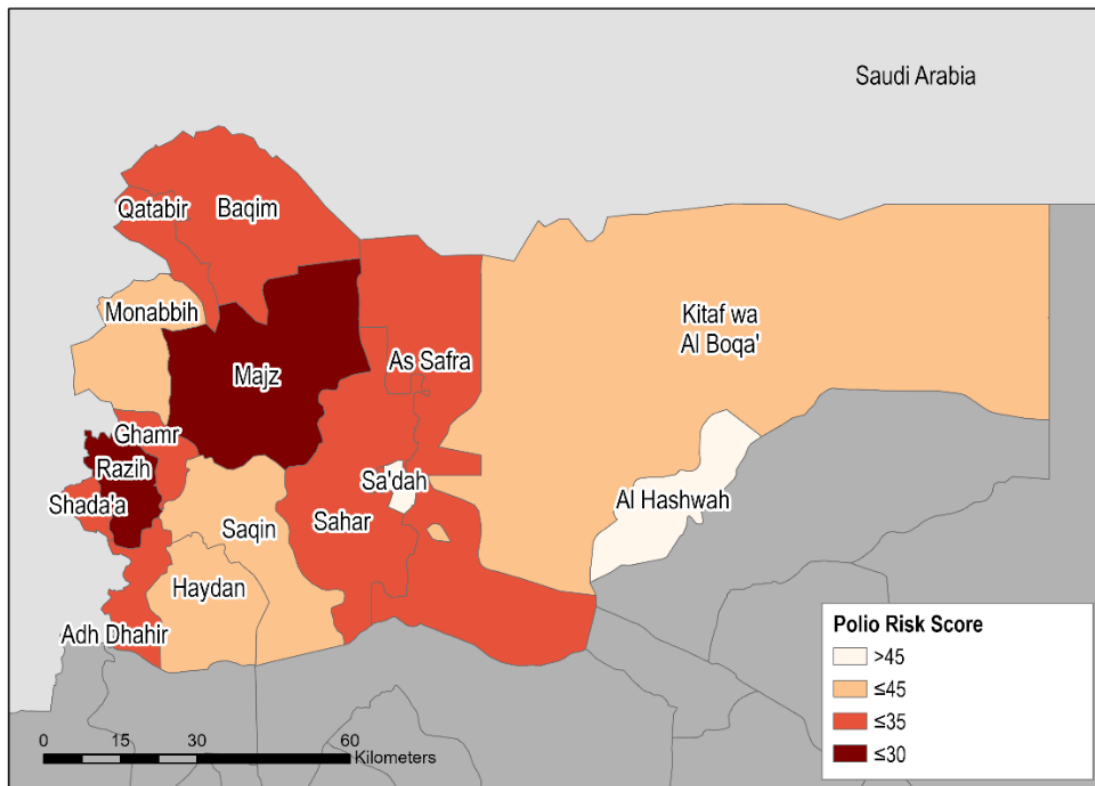 Saudi Arabia
Qatabir
Baqim
Monabbih
Kitaf wa
Al Boqa'
As Safra
Majz
Ghamr
Razih
Sa'dah
Shada'a
Al Hashwah
Saqin
Sahar
Haydan
Adh Dhahir
Polio Risk Score
>45
≤45
≤35
≤30
0 15 30 60
Kilometers